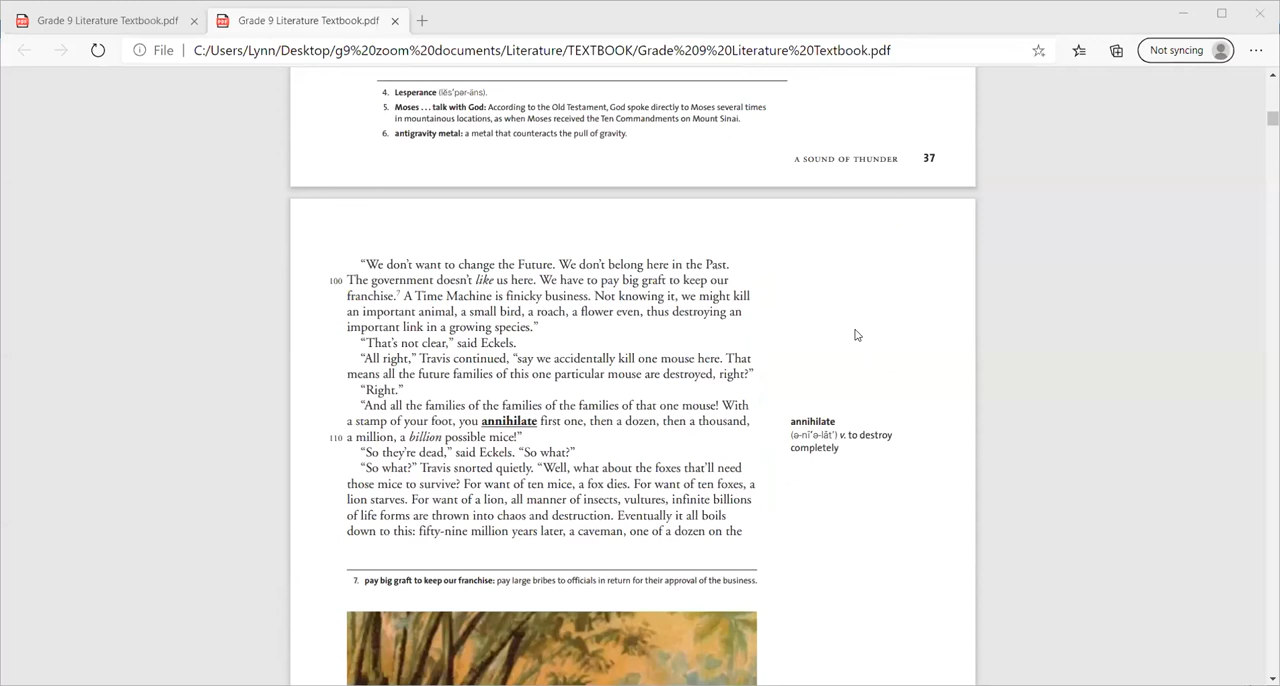 Grade 9 Literature Textbook.pdf
Grade 9 Literature Textbook.pdf
File
C:/Users/Lynn/Desktop/g9%20zoom%20documents/Literature/TEXTBOOK/Grade%209%20Literature%20Textbook.pdf
Not syncing
4. Lesperance (lĕs'pər-äns).
5. Moses . . . talk with God: According to the Old Testament, God spoke directly to Moses several times
in mountainous locations, as when Moses received the Ten Commandments on Mount Sinai.
6. antigravity metal: a metal that counteracts the pull of gravity.
A SOUND OF THUNDER 37
“We don’t want to change the Future. We don’t belong here in the Past.
100 The government doesn’t like us here. We have to pay big graft to keep our
franchise.7 A Time Machine is finicky business. Not knowing it, we might kill
an important animal, a small bird, a roach, a flower even, thus destroying an
important link in a growing species.”
“That’s not clear,” said Eckels.
“All right,” Travis continued, “say we accidentally kill one mouse here. That
means all the future families of this one particular mouse are destroyed, right?”
“Right.”
“And all the families of the families of the families of that one mouse! With
a stamp of your foot, you annihilate first one, then a dozen, then a thousand,
110 a million, a billion possible mice!”
“So they’re dead,” said Eckels. “So what?”
“So what?” Travis snorted quietly. “Well, what about the foxes that’ll need
those mice to survive? For want of ten mice, a fox dies. For want of ten foxes, a
lion starves. For want of a lion, all manner of insects, vultures, infinite billions
of life forms are thrown into chaos and destruction. Eventually it all boils
down to this: fifty-nine million years later, a caveman, one of a dozen on the
annihilate
(ə-nī'ə-lāt') v. to destroy
completely
7. pay big graft to keep our franchise: pay large bribes to officials in return for their approval of the business.